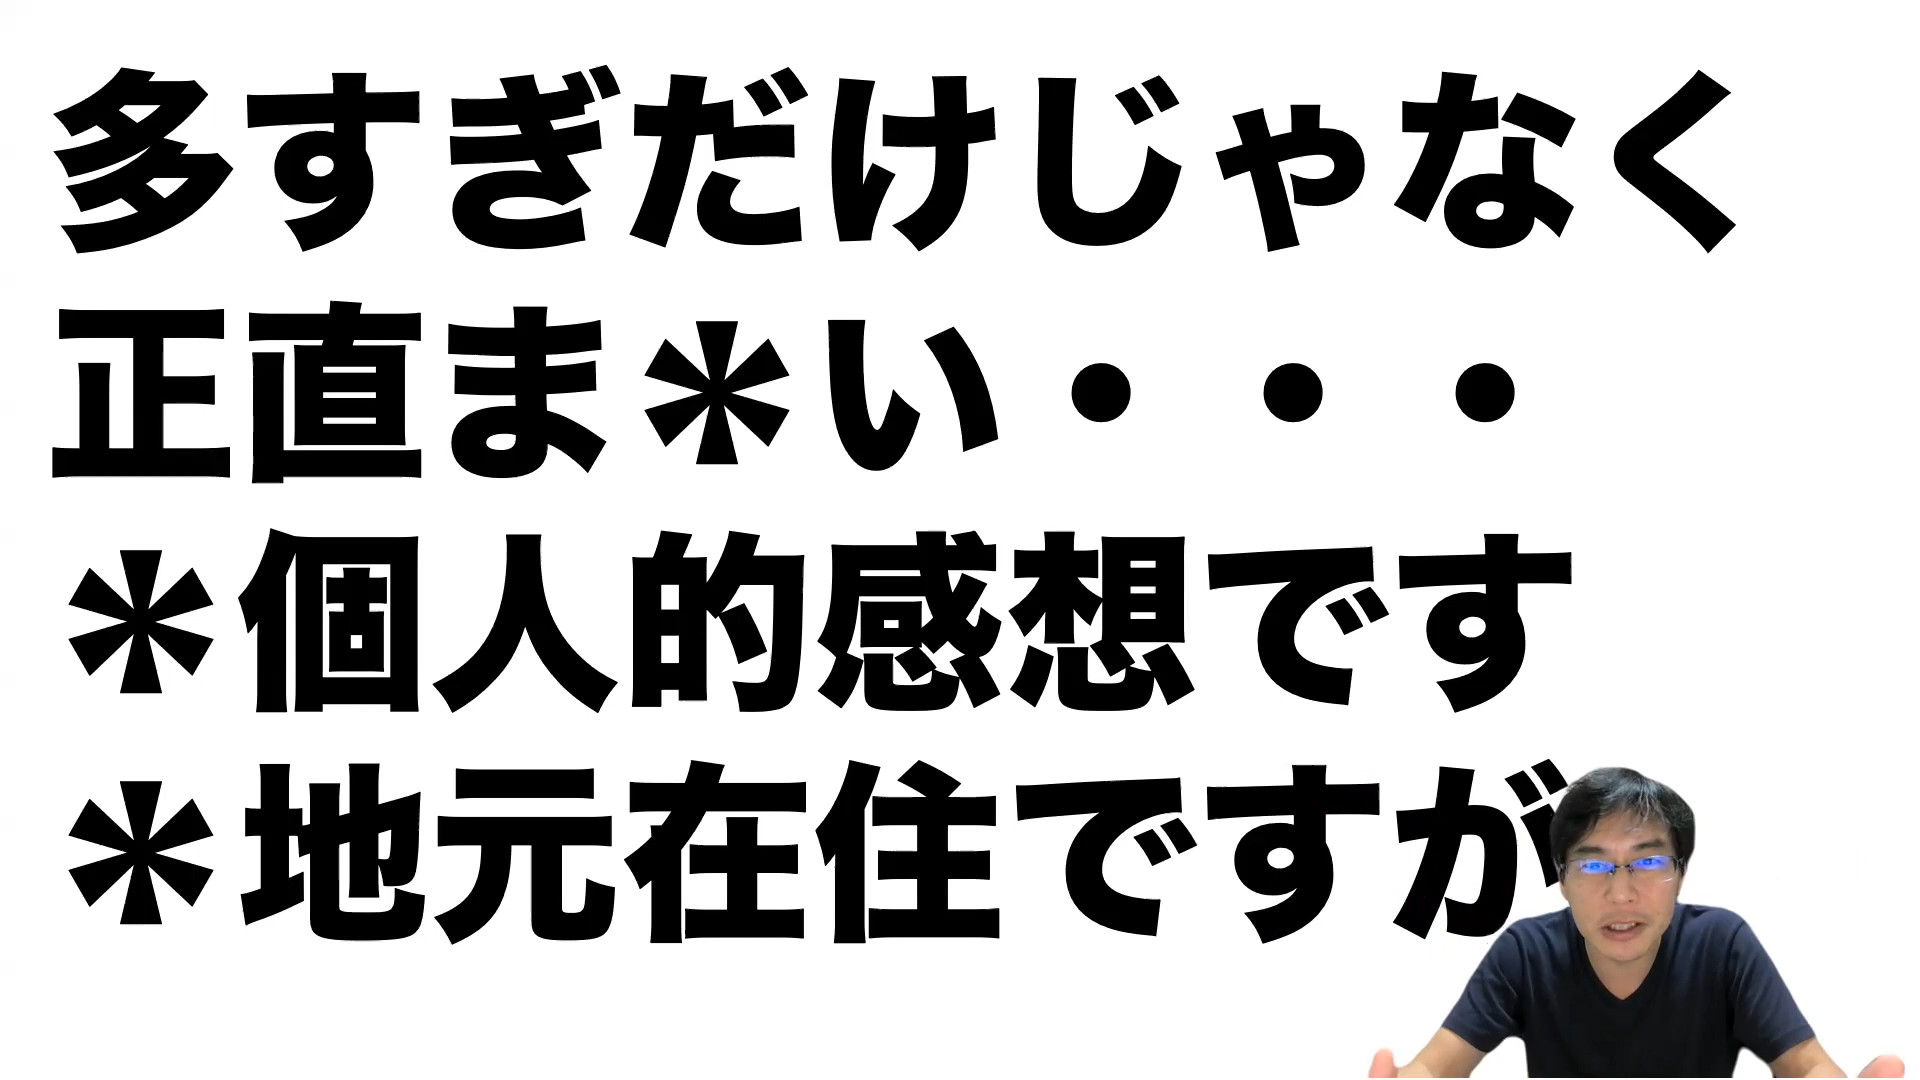 多すぎだけじゃなく
正直ま＊い・・・
＊個人的感想です
＊地元在住ですが